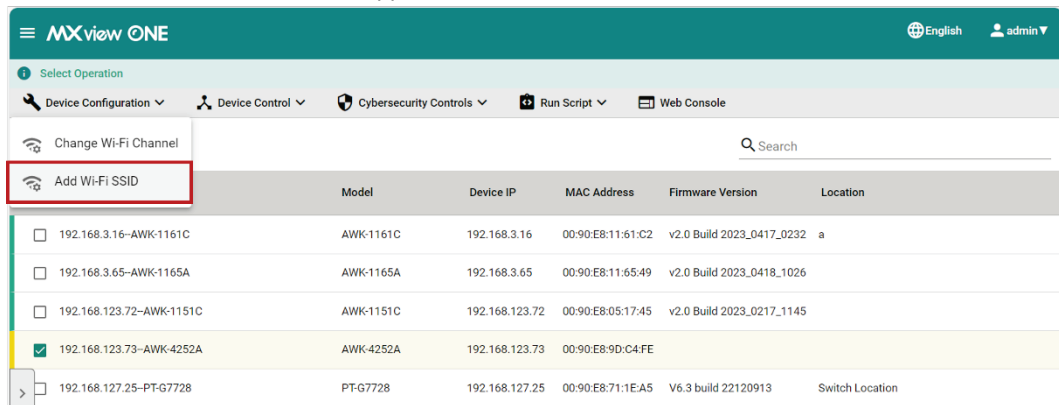 MXview ONE English admin
Select Operation
Device Configuration Device Control Cybersecurity Controls Run Script Web Console
Change Wi-Fi Channel
Search
Add Wi-Fi SSID
Model Device IP MAC Address Firmware Version Location
192.168.3.16--AWK-1161C AWK-1161C 192.168.3.16 00:90:E8:11:61:C2 v2.0 Build 2023_0417_0232 a
192.168.3.65--AWK-1165A AWK-1165A 192.168.3.65 00:90:E8:11:65:49 v2.0 Build 2023_0418_1026
192.168.123.72--AWK-1151C AWK-1151C 192.168.123.72 00:90:E8:05:17:45 v2.0 Build 2023_0217_1145
192.168.123.73--AWK-4252A AWK-4252A 192.168.123.73 00:90:E8:9D:C4:FE
192.168.127.25--PT-G7728 PT-G7728 192.168.127.25 00:90:E8:71:1E:A5 V6.3 build 22120913 Switch Location